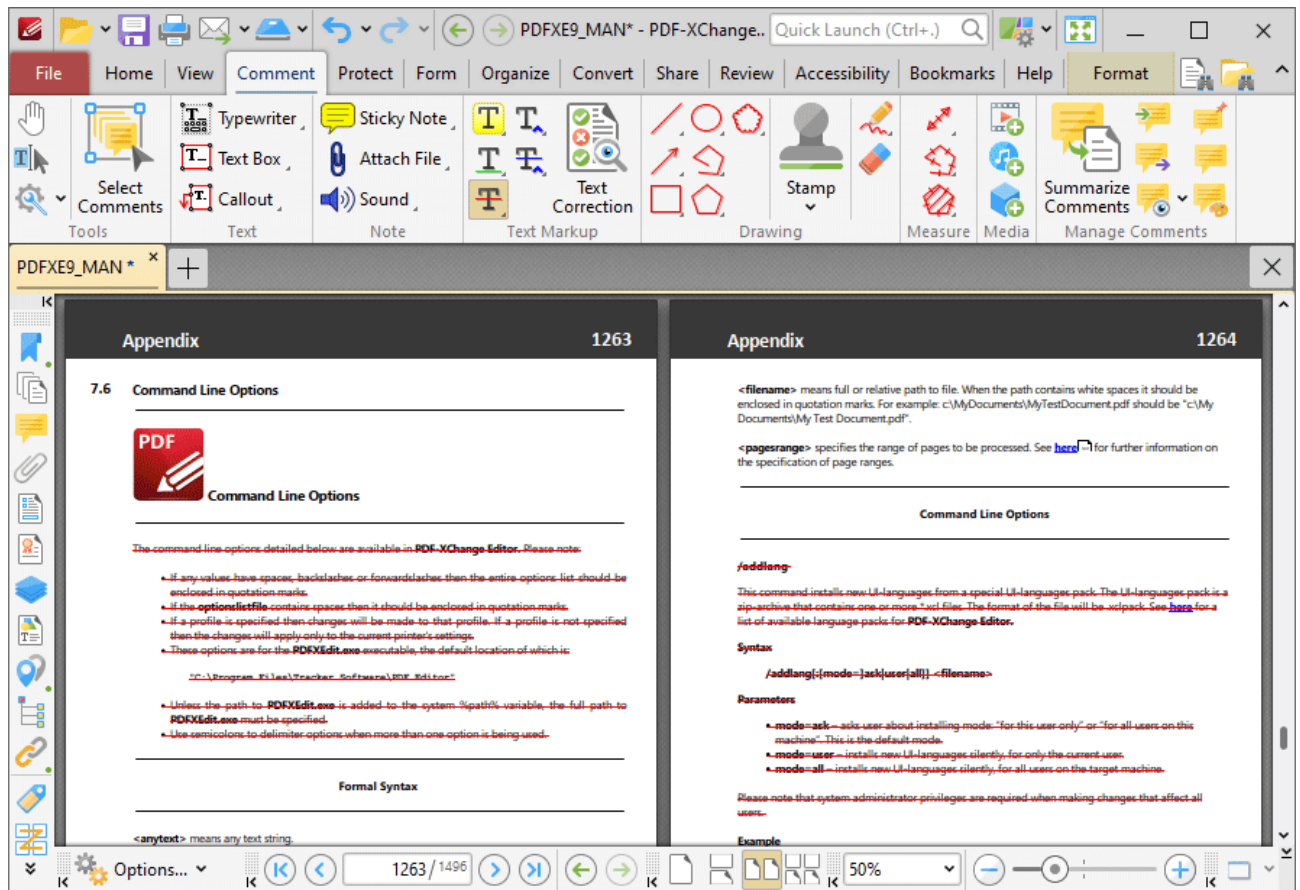 PDFXE9_MAN* - PDF-XChange..
Quick Launch (Ctrl+.)
File Home View Comment Protect Form Organize Convert Share Review Accessibility Bookmarks Help Format
Typewriter
Text Box
Callout
Sticky Note
Attach File
Sound
Select
Comments
Text
Correction
Stamp
Summarize
Comments
Tools Text Note Text Markup Drawing Measure Media Manage Comments
PDFXE9_MAN *
Appendix 1263
7.6 Command Line Options
PDF
Command Line Options
The command line options detailed below are available in PDF-XChange Editor. Please note:
• If any values have spaces, backslashes or forwardslashes then the entire options list should be
enclosed in quotation marks.
• If the optionslistfile contains spaces then it should be enclosed in quotation marks.
• If a profile is specified then changes will be made to that profile. If a profile is not specified
then the changes will apply only to the current printer's settings.
• These options are for the PDFXEdit.exe executable, the default location of which is:
"C:\Program Files\Tracker Software\PDF Editor"
• Unless the path to PDFXEdit.exe is added to the system %path% variable, the full path to
PDFXEdit.exe must be specified.
• Use semicolons to delimiter options when more than one option is being used.
Formal Syntax
<anytext> means any text string.
Appendix 1264
<filename> means full or relative path to file. When the path contains white spaces it should be
enclosed in quotation marks. For example: c:\MyDocuments\MyTestDocument.pdf should be "c:\My
Documents\My Test Document.pdf".
<pagesrange> specifies the range of pages to be processed. See here for further information on
the specification of page ranges.
Command Line Options
/addlang
This command installs new UI-languages from a special UI-languages pack. The UI-languages pack is a
zip-archive that contains one or more *.xcl files. The format of the file will be .xclpack. See here for a
list of available language packs for PDF-XChange Editor.
Syntax
/addlang[:[mode=]ask|user|all}] <filename>
Parameters
• mode=ask – asks user about installing mode: "for this user only" or "for all users on this
machine". This is the default mode.
• mode=user – installs new UI-languages silently, for only the current user.
• mode=all – installs new UI-languages silently, for all users on the target machine.
Please note that system administrator privileges are required when making changes that affect all
users.
Example
Options...
1263 / 1496
50%